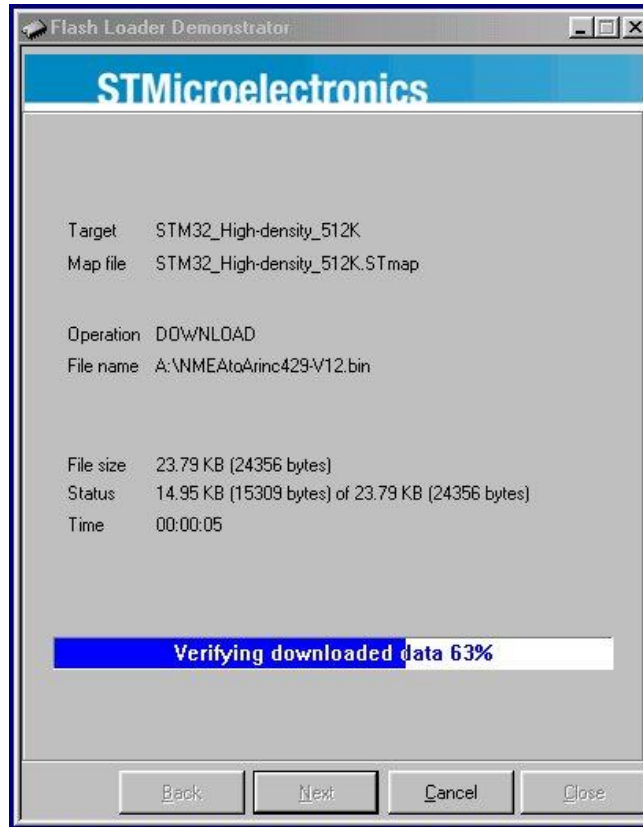 Flash Loader Demonstrator
STMicroelectronics
Target STM32_High-density_512K
Map file STM32_High-density_512K.STmap
Operation DOWNLOAD
File name A:\NMEAtoArinc429-V12.bin
File size 23.79 KB (24356 bytes)
Status 14.95 KB (15309 bytes) of 23.79 KB (24356 bytes)
Time 00:00:05
Verifying downloaded data 63%
Back Next Cancel Close